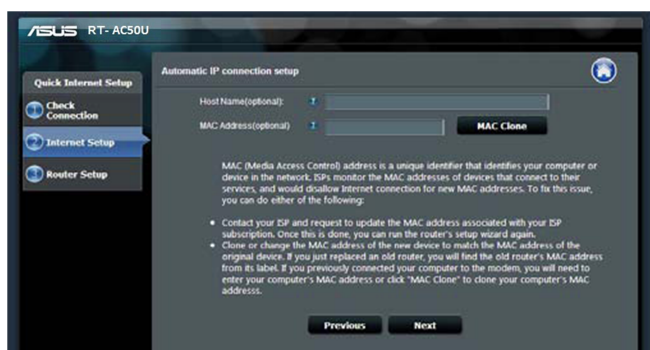 ASUS RT- AC50U
Quick Internet Setup
1 Check Connection
2 Internet Setup
3 Router Setup
Automatic IP connection setup
Host Name(optional):
MAC Address(optional)
MAC Clone
MAC (Media Access Control) address is a unique identifier that identifies your computer or
device in the network. ISPs monitor the MAC addresses of devices that connect to their
services, and would disallow Internet connection for new MAC addresses. To fix this issue,
you can do either of the following:
• Contact your ISP and request to update the MAC address associated with your ISP
subscription. Once this is done, you can run the router's setup wizard again.
• Clone or change the MAC address of the new device to match the MAC address of the
original device. If you just replaced an old router, you will find the old router's MAC address
from its label. If you previously connected your computer to the modem, you will need to
enter your computer's MAC address or click "MAC Clone" to clone your computer's MAC
addresss.
Previous Next